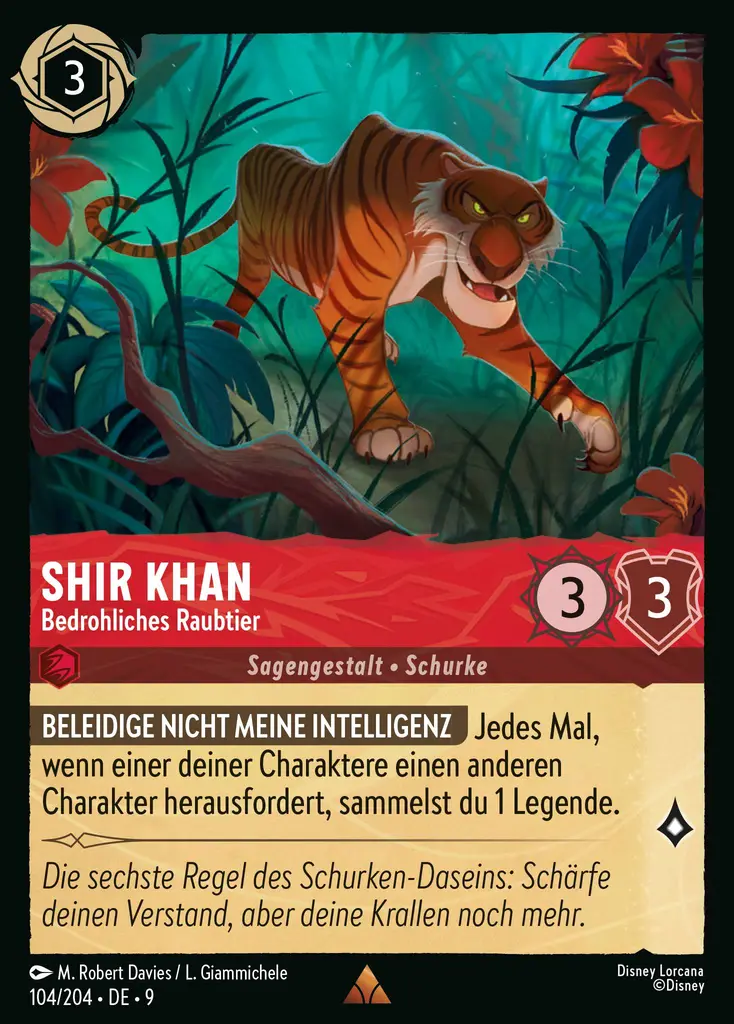 3
SHIR KHAN
Bedrohliches Raubtier
3
3
Sagengestalt • Schurke
BELEIDIGE NICHT MEINE INTELLIGENZ Jedes Mal,
wenn einer deiner Charaktere einen anderen
Charakter herausfordert, sammelst du 1 Legende.
Die sechste Regel des Schurken-Daseins: Schärfe
deinen Verstand, aber deine Krallen noch mehr.
M. Robert Davies / L. Giammichele
104/204 • DE • 9
Disney Lorcana
©Disney